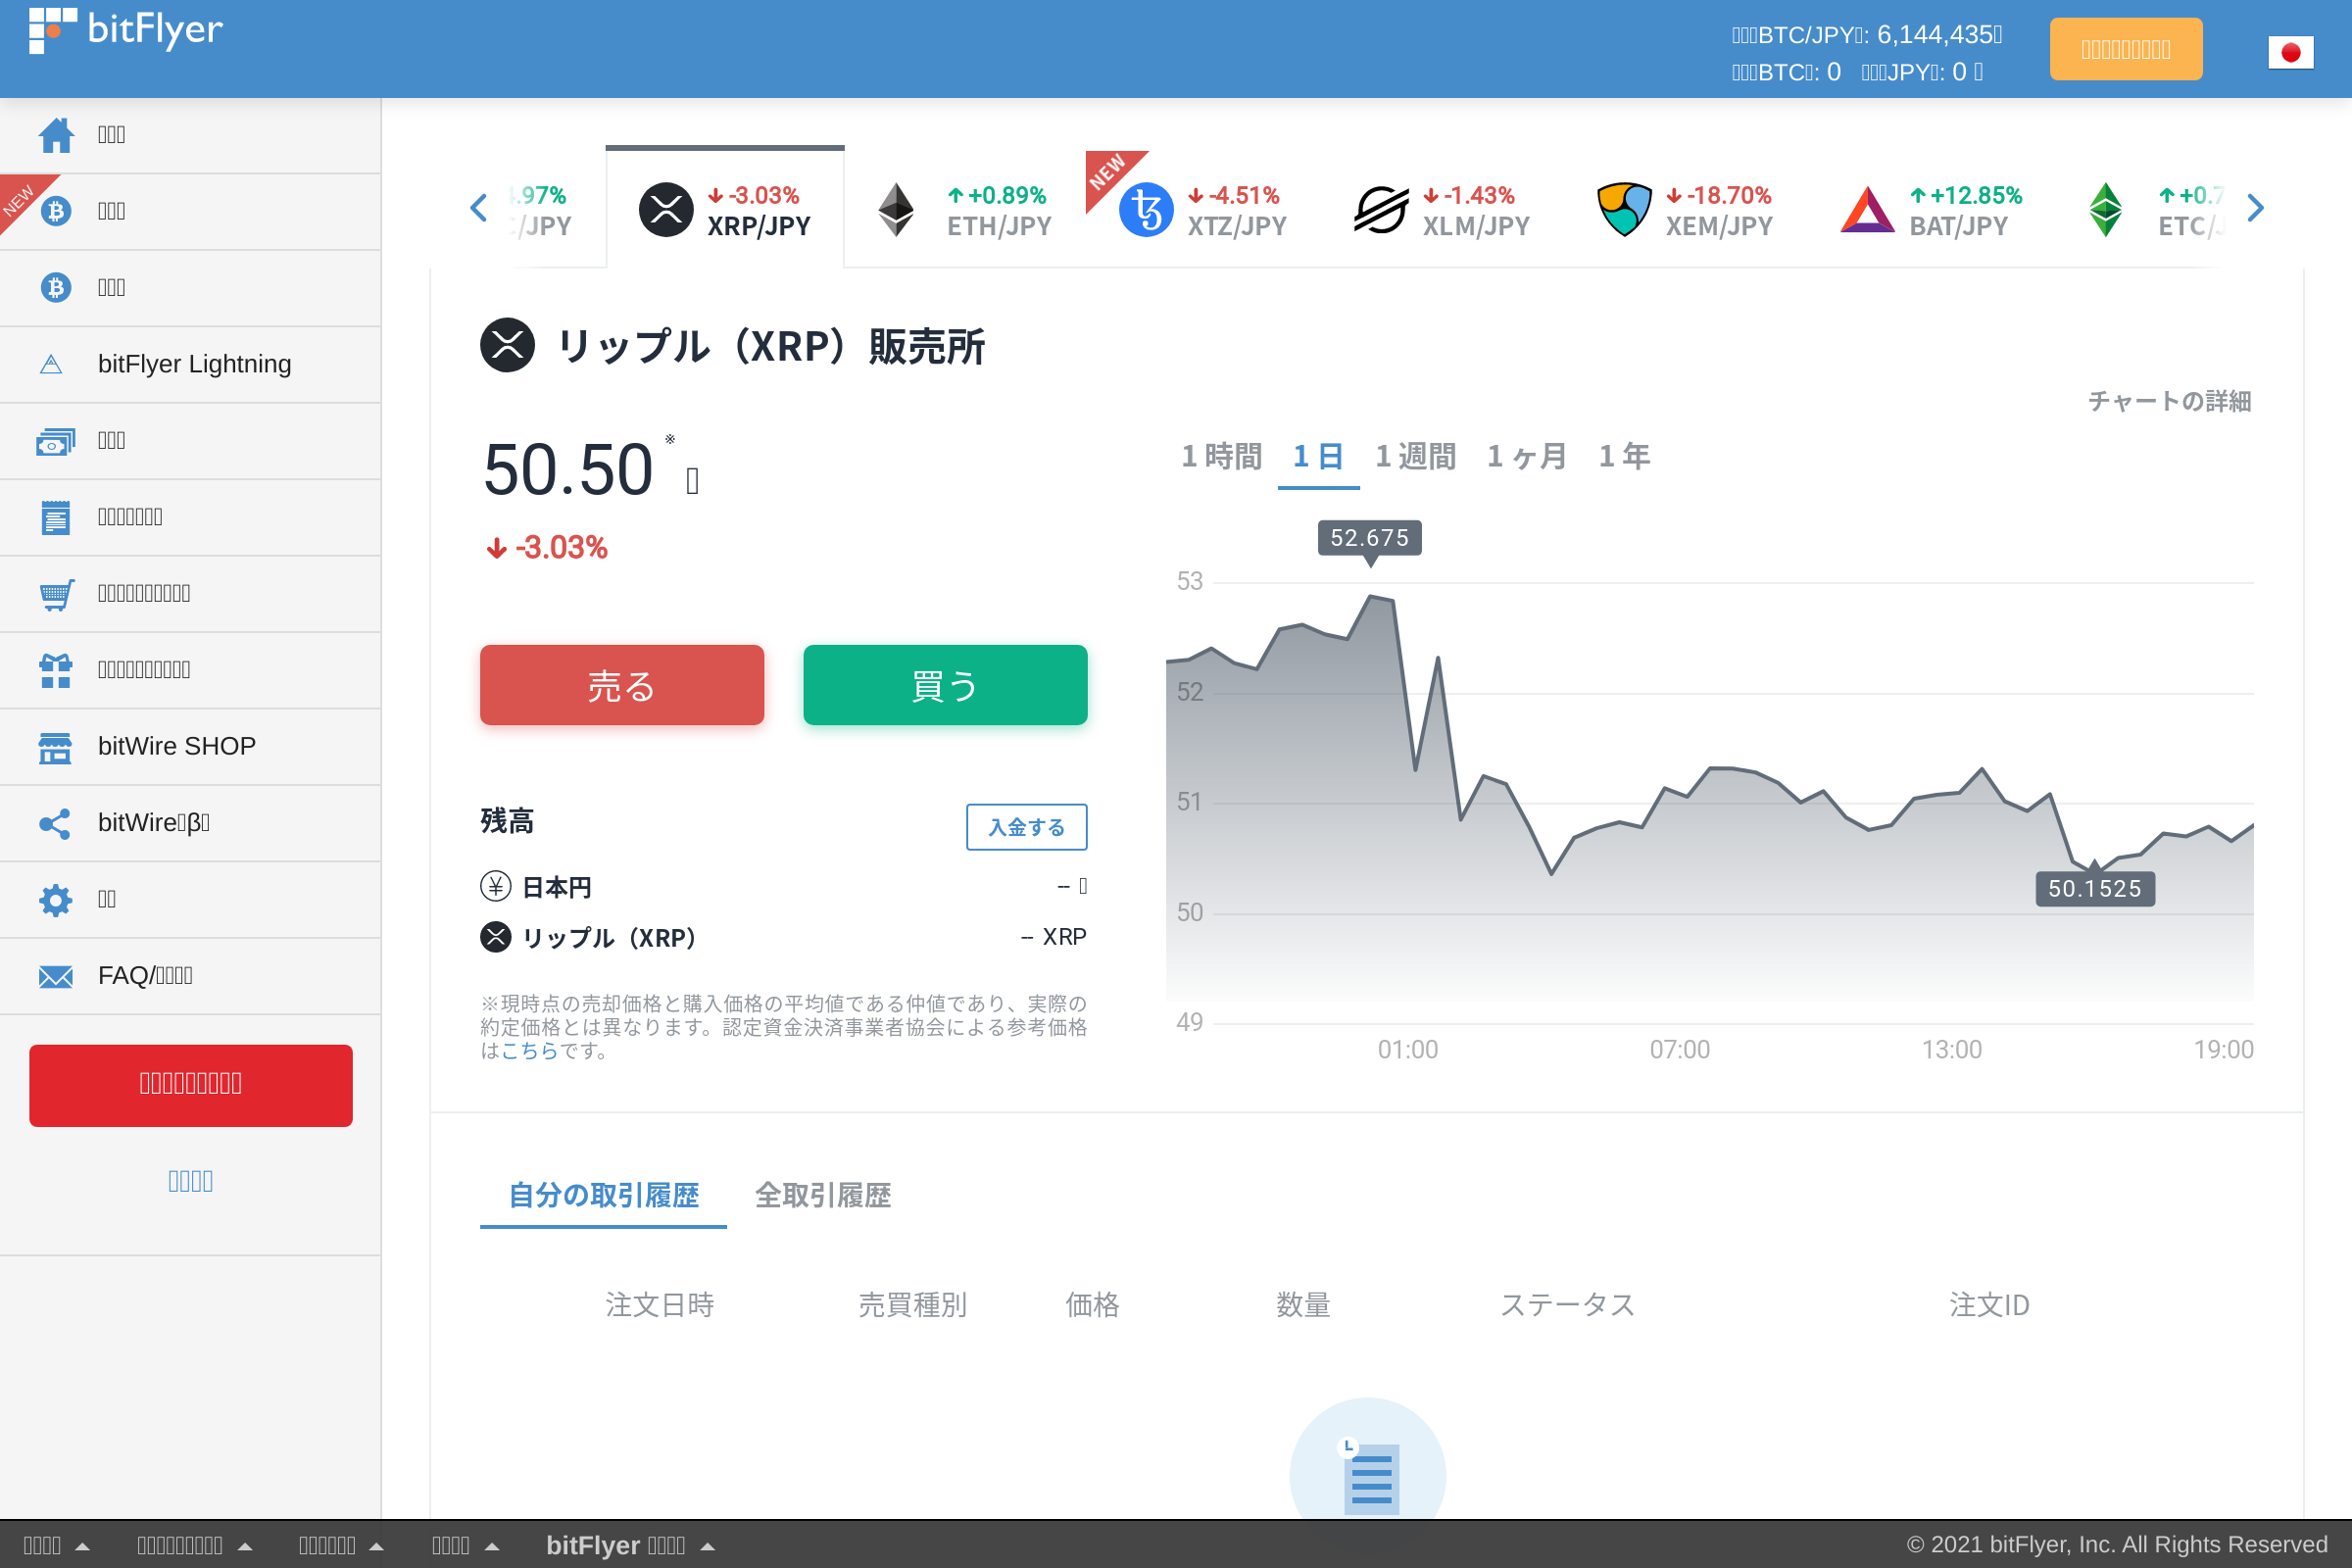 bitFlyer
BTC/JPY: 6,144,435
BTC: 0 JPY: 0
NEW
bitFlyer Lightning
bitWire SHOP
bitWire β
FAQ/
.97% /JPY
-3.03% XRP/JPY
+0.89% ETH/JPY
NEW
-4.51% XTZ/JPY
-1.43% XLM/JPY
-18.70% XEM/JPY
+12.85% BAT/JPY
+0.7 ETC/J
リップル（XRP）販売所
チャートの詳細
50.50 ※
-3.03%
売る 買う
残高 入金する
日本円 --
リップル（XRP） -- XRP
※現時点の売却価格と購入価格の平均値である仲値であり、実際の
約定価格とは異なります。認定資金決済事業者協会による参考価格
はこちらです。
1 時間 1 日 1 週間 1 ヶ月 1 年
52.675
53
52
51
50.1525
50
49
01:00 07:00 13:00 19:00
自分の取引履歴 全取引履歴
注文日時 売買種別 価格 数量 ステータス 注文ID
bitFlyer
© 2021 bitFlyer, Inc. All Rights Reserved